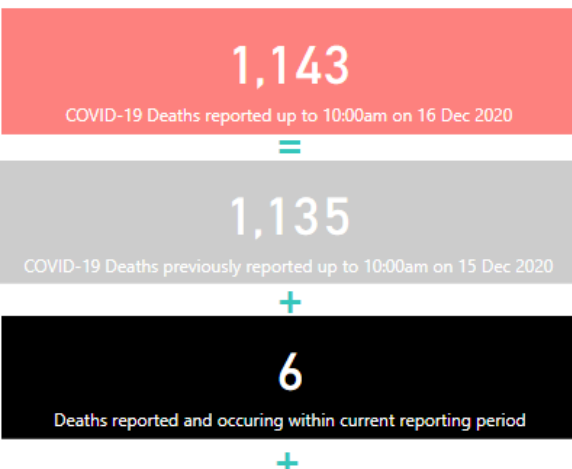 1,143
COVID-19 Deaths reported up to 10:00am on 16 Dec 2020
=
1,135
COVID-19 Deaths previously reported up to 10:00am on 15 Dec 2020
+
6
Deaths reported and occuring within current reporting period
+